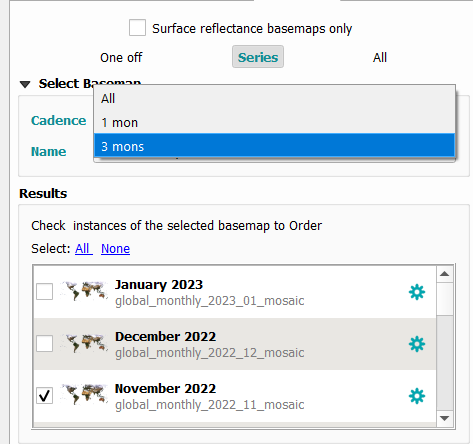 Surface reflectance basemaps only
One off Series All
Select Basemap
All
Cadence 1 mon
Name 3 mons
Results
Check instances of the selected basemap to Order
Select: All None
January 2023
global_monthly_2023_01_mosaic
December 2022
global_monthly_2022_12_mosaic
November 2022
global_monthly_2022_11_mosaic